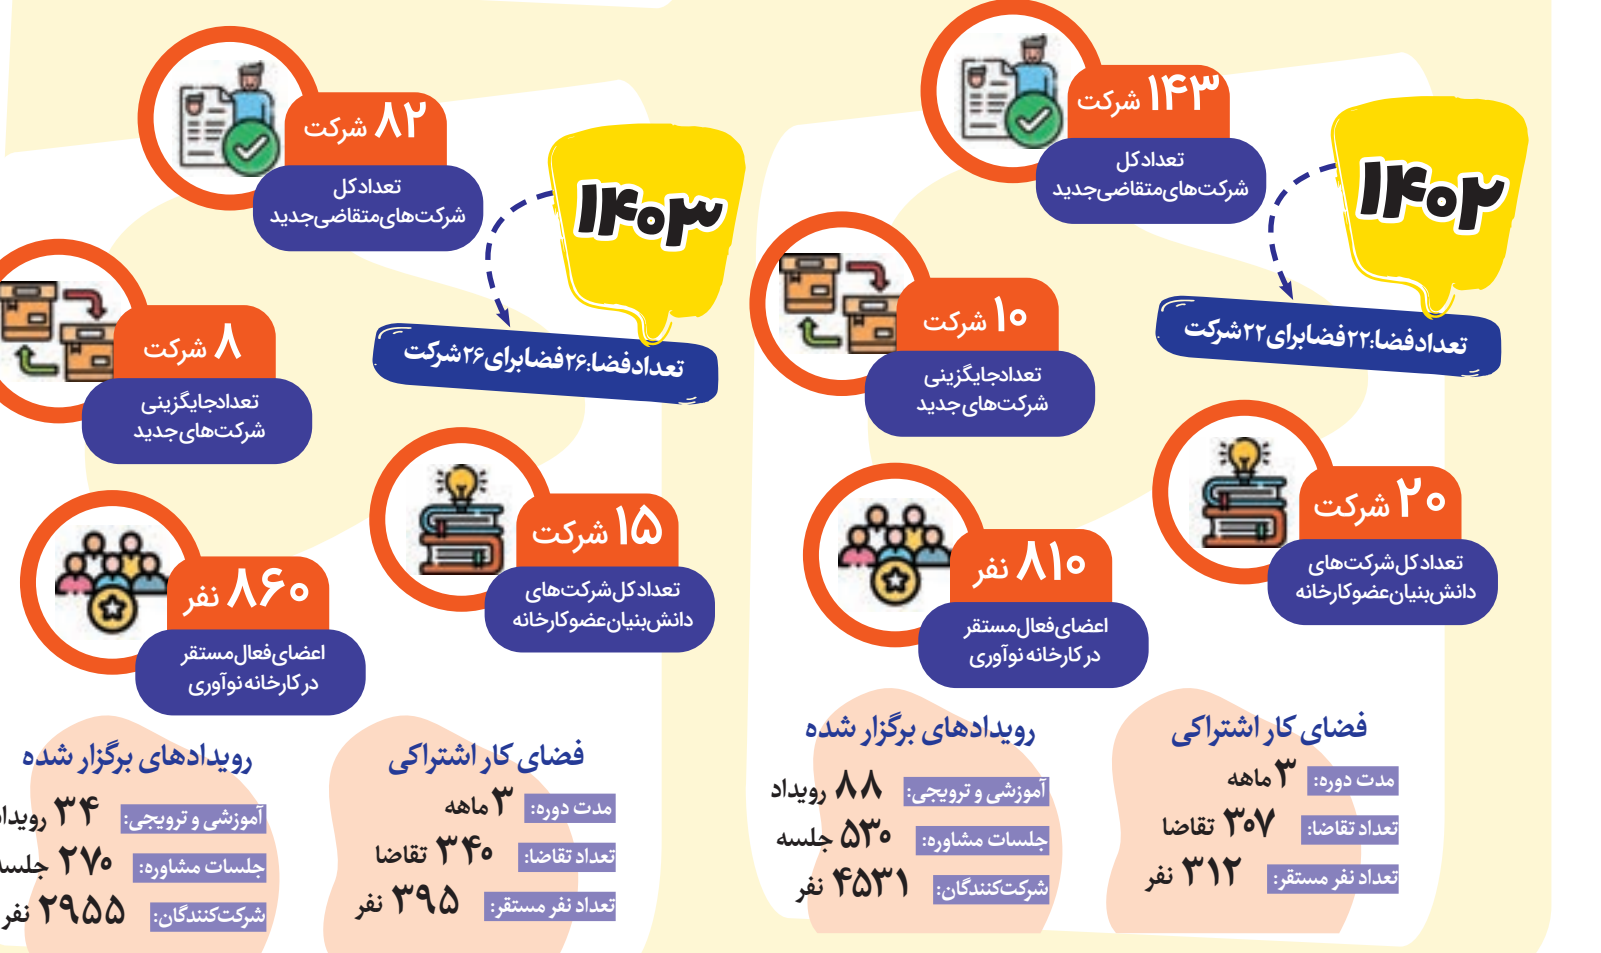 ۱۴۰۲
تعداد فضا: ۲۲ فضا برای ۲۲ شرکت
۱۴۳ شرکت
تعداد کل
شرکت‌های متقاضی جدید
۱۰ شرکت
تعداد جایگزینی
شرکت‌های جدید
۲۰ شرکت
تعداد کل شرکت‌های
دانش‌بنیان عضو کارخانه
۸۱۰ نفر
اعضای فعال مستقر
در کارخانه نوآوری
فضای کار اشتراکی
مدت دوره: ۳ ماهه
تعداد تقاضا: ۳۰۷ تقاضا
تعداد نفر مستقر: ۳۱۲ نفر
رویدادهای برگزار شده
آموزشی و ترویجی: ۸۸ رویداد
جلسات مشاوره: ۵۳۰ جلسه
شرکت‌کنندگان: ۴۵۳۱ نفر
۱۴۰۳
تعداد فضا: ۲۶ فضا برای ۲۶ شرکت
۸۲ شرکت
تعداد کل
شرکت‌های متقاضی جدید
۸ شرکت
تعداد جایگزینی
شرکت‌های جدید
۱۵ شرکت
تعداد کل شرکت‌های
دانش‌بنیان عضو کارخانه
۸۶۰ نفر
اعضای فعال مستقر
در کارخانه نوآوری
فضای کار اشتراکی
مدت دوره: ۳ ماهه
تعداد تقاضا: ۳۴۰ تقاضا
تعداد نفر مستقر: ۳۹۵ نفر
رویدادهای برگزار شده
آموزشی و ترویجی: ۳۴ رویداد
جلسات مشاوره: ۲۷۰ جلسه
شرکت‌کنندگان: ۲۹۵۵ نفر